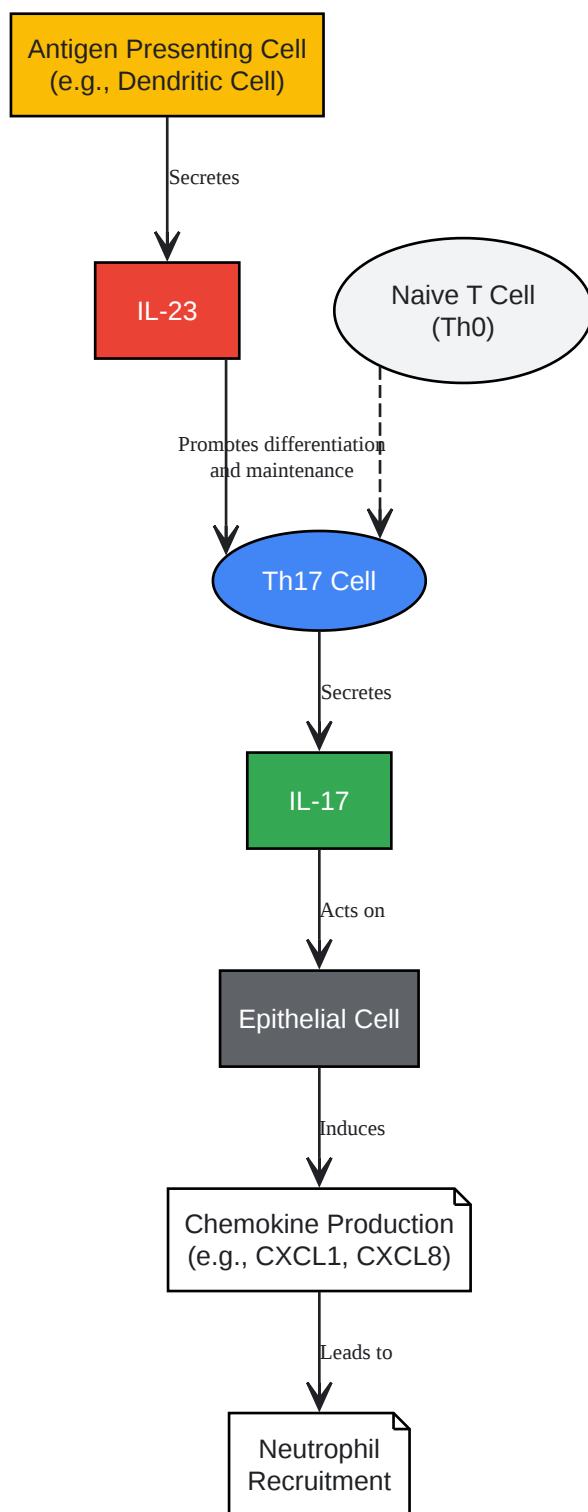 Antigen Presenting Cell
(e.g., Dendritic Cell)
Secretes
IL-23
Naive T Cell
(Th0)
Promotes differentiation
and maintenance
Th17 Cell
Secretes
IL-17
Acts on
Epithelial Cell
Induces
Chemokine Production
(e.g., CXCL1, CXCL8)
Leads to
Neutrophil
Recruitment